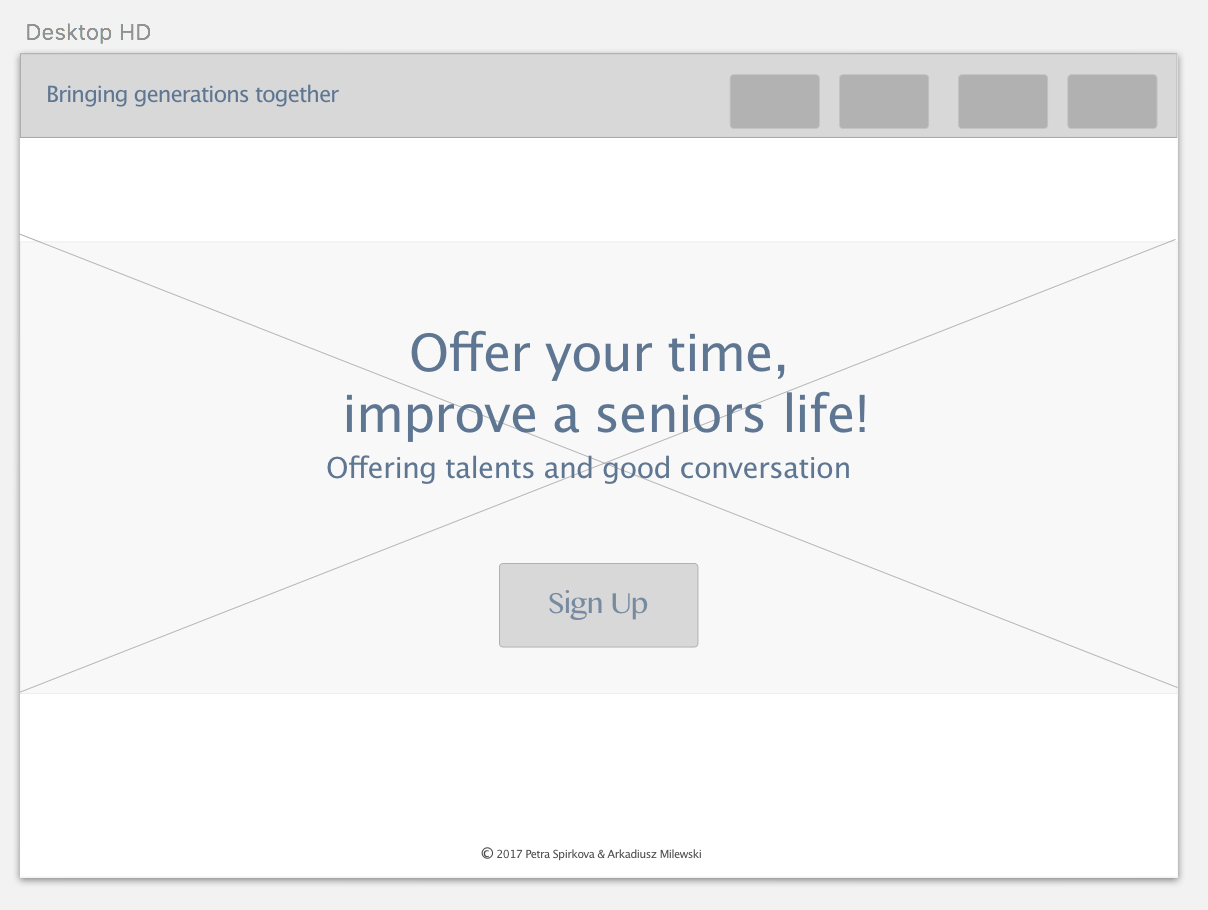 Desktop HD
Bringing generations together
Offer your time,
improve a seniors life!
Offering talents and good conversation
Sign Up
© 2017 Petra Spirkova & Arkadiusz Milewski